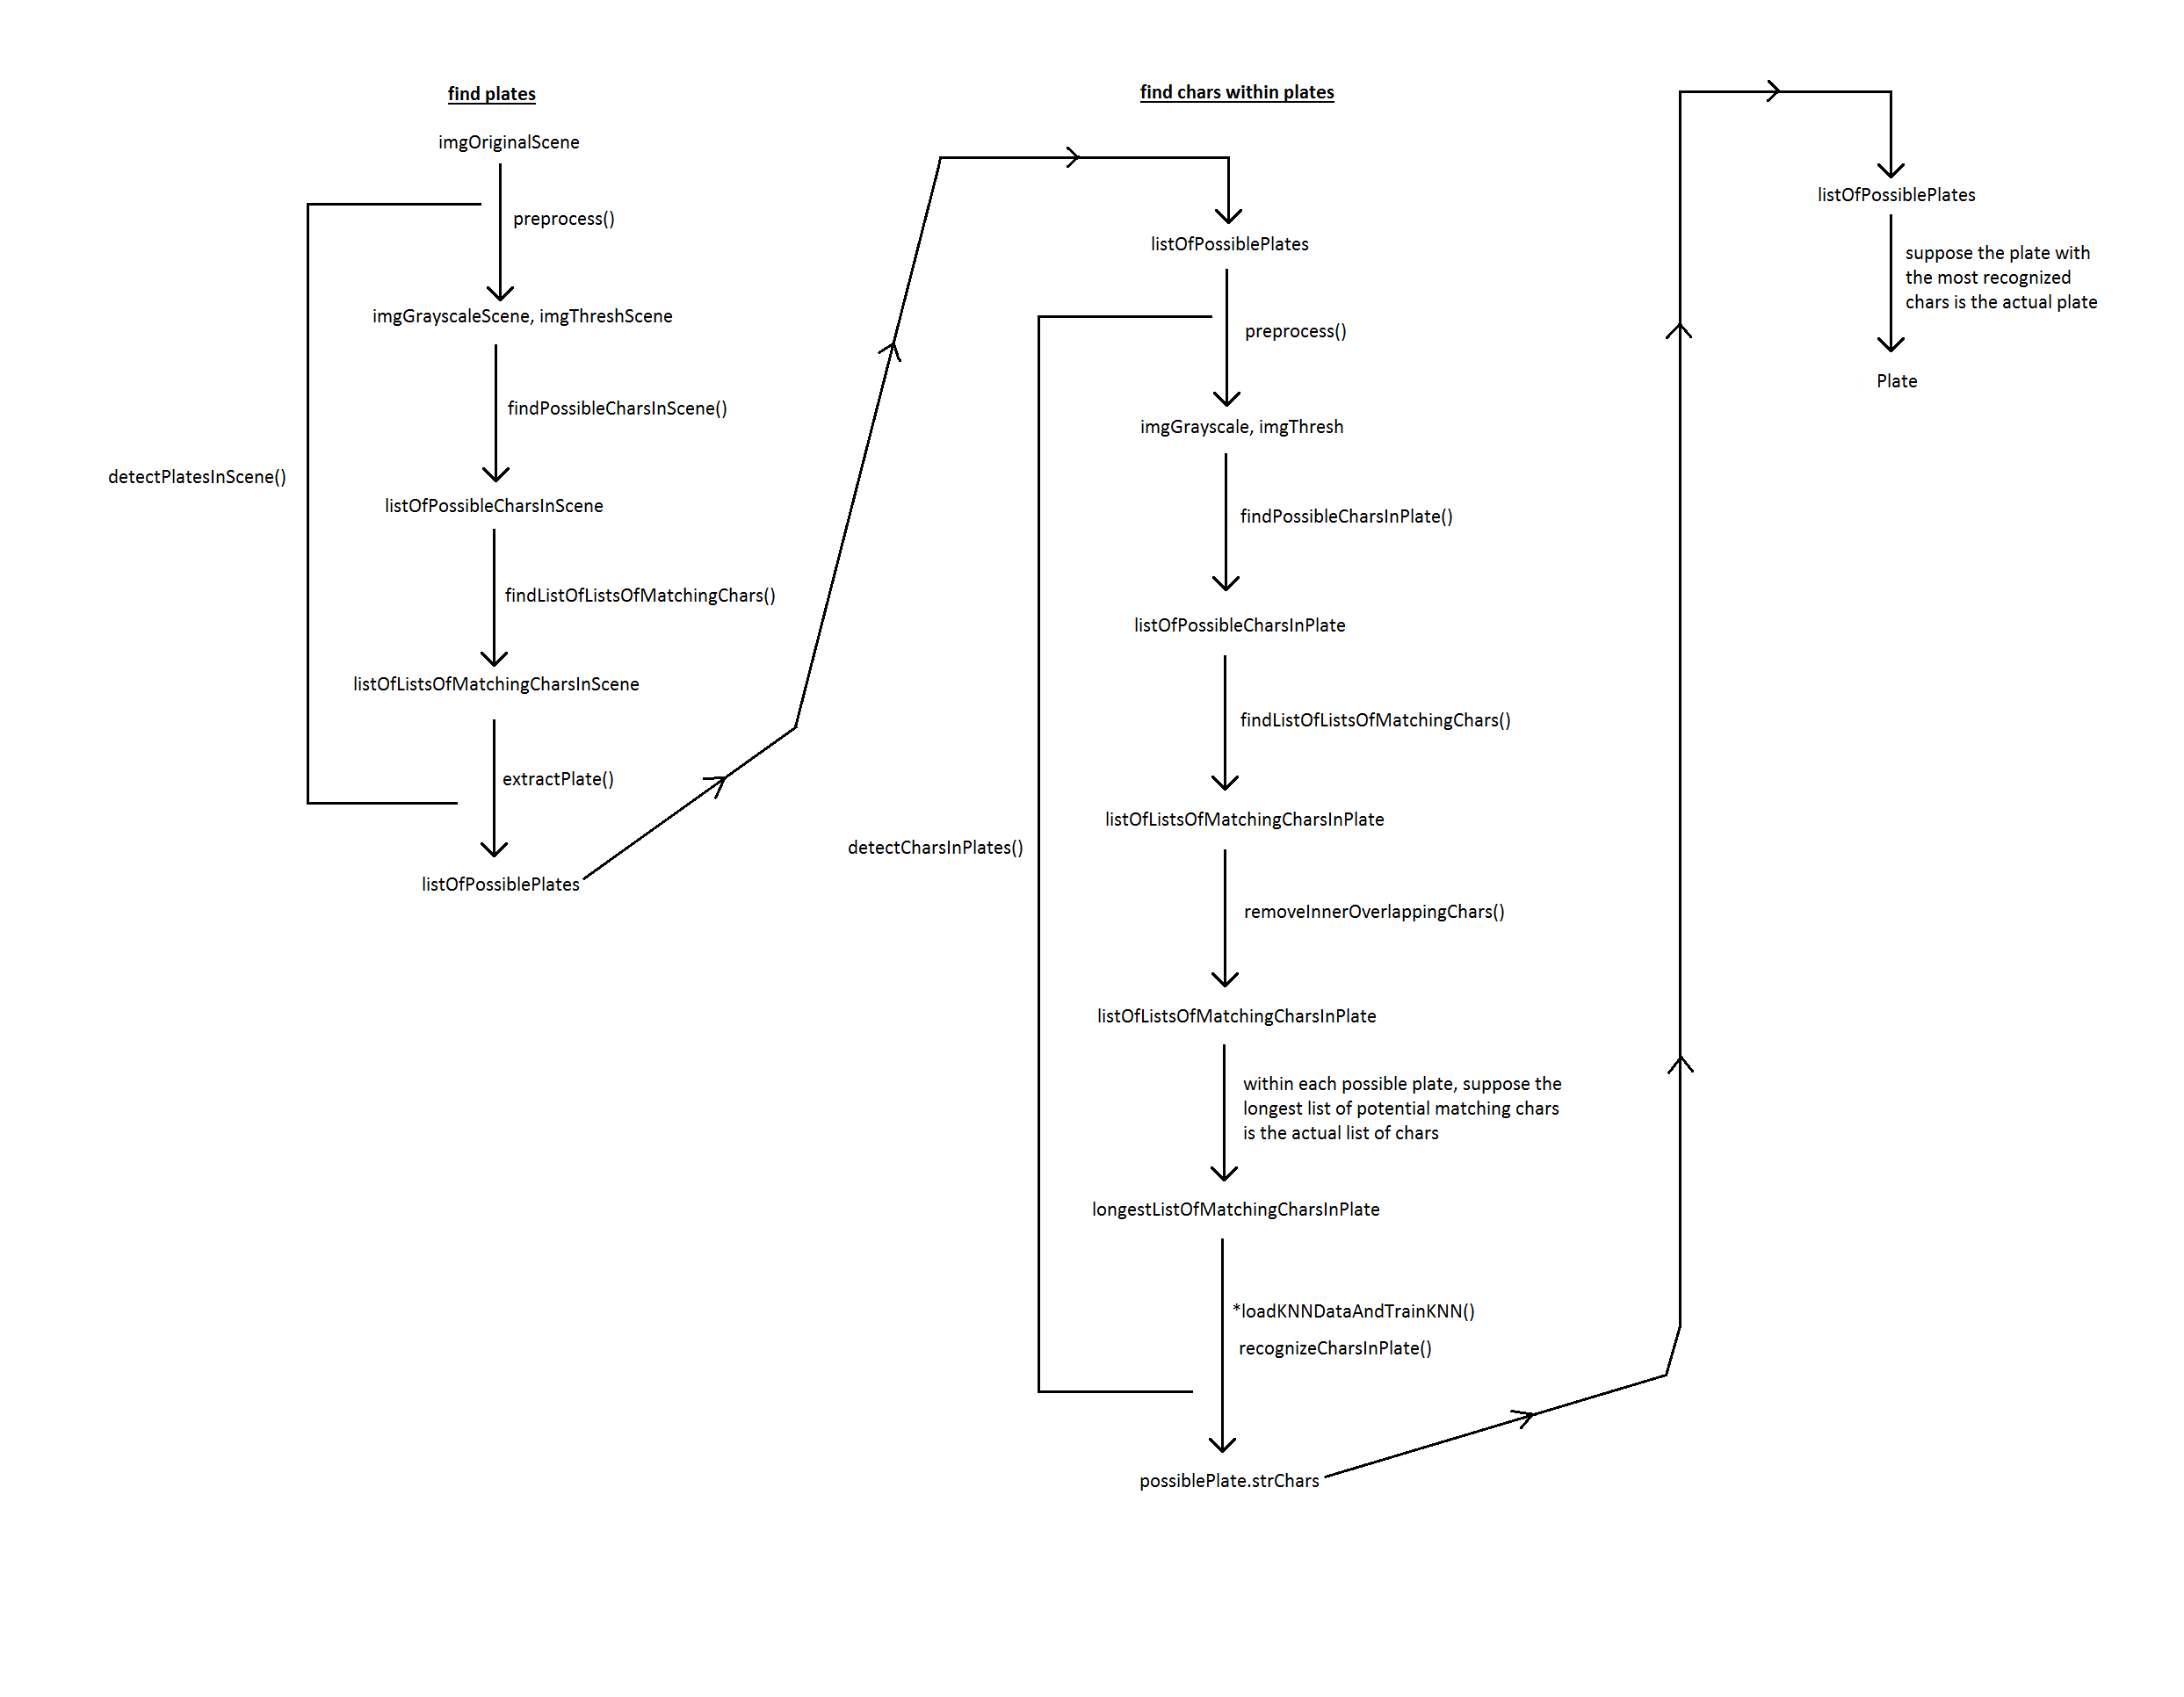 find plates
imgOriginalScene
preprocess()
imgGrayscaleScene, imgThreshScene
findPossibleCharsInScene()
detectPlatesInScene()
listOfPossibleCharsInScene
findListOfListsOfMatchingChars()
listOfListsOfMatchingCharsInScene
extractPlate()
listOfPossiblePlates
find chars within plates
listOfPossiblePlates
preprocess()
imgGrayscale, imgThresh
findPossibleCharsInPlate()
listOfPossibleCharsInPlate
findListOfListsOfMatchingChars()
listOfListsOfMatchingCharsInPlate
detectCharsInPlates()
removeInnerOverlappingChars()
listOfListsOfMatchingCharsInPlate
within each possible plate, suppose the
longest list of potential matching chars
is the actual list of chars
longestListOfMatchingCharsInPlate
*loadKNNDataAndTrainKNN()
recognizeCharsInPlate()
possiblePlate.strChars
listOfPossiblePlates
suppose the plate with
the most recognized
chars is the actual plate
Plate